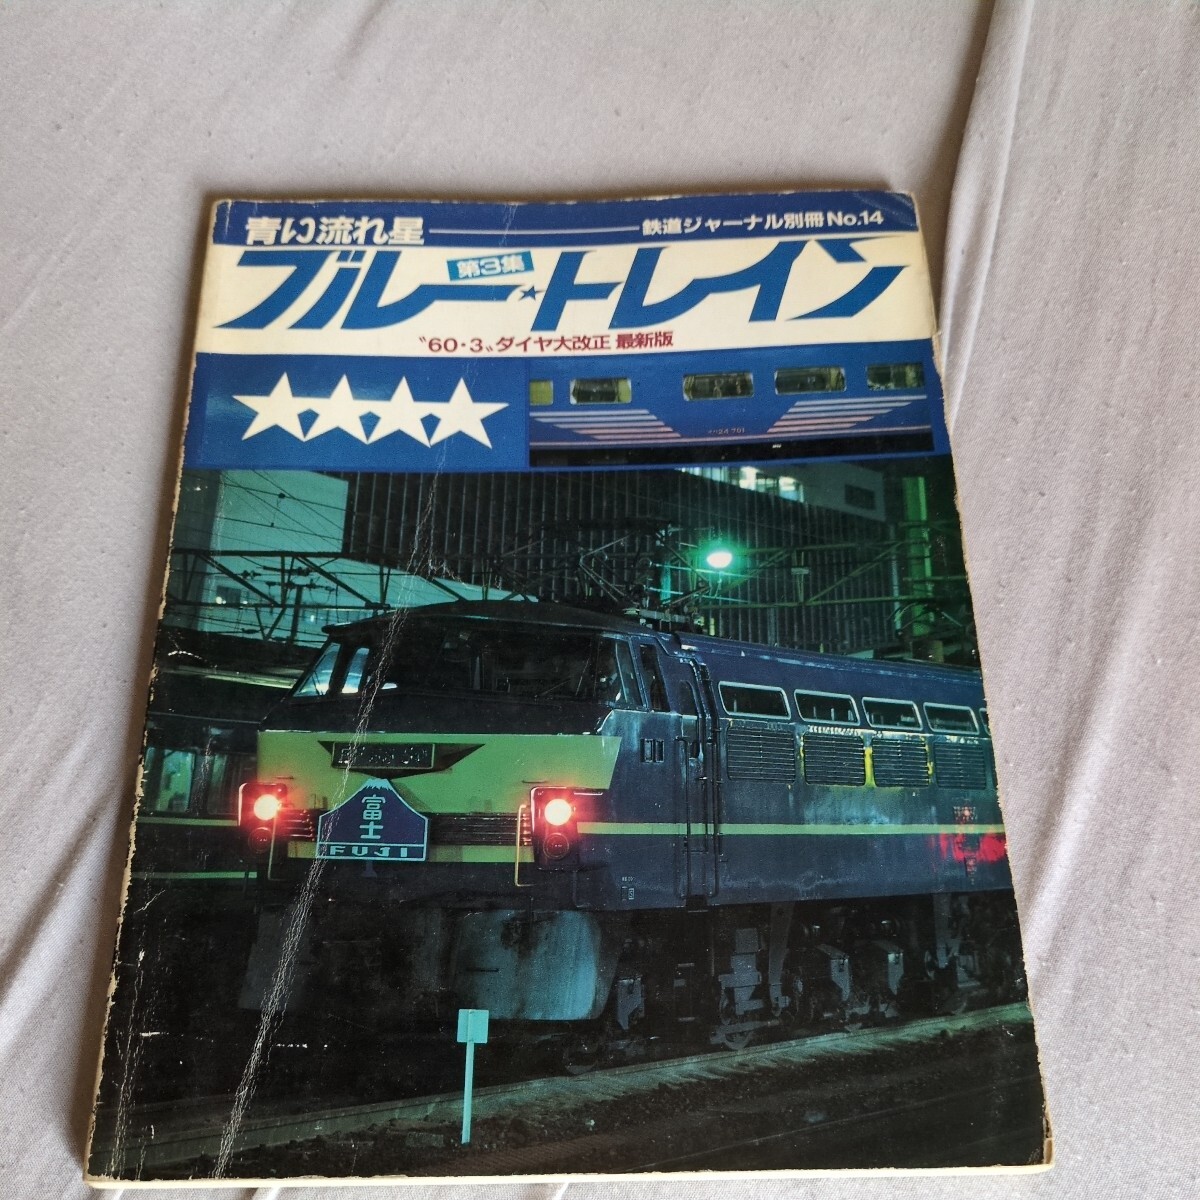 青い流れ星
鉄道ジャーナル別冊No.14
ブルー★トレイン
第3集
〝60・3〟ダイヤ大改正 最新版
富士
FUJI